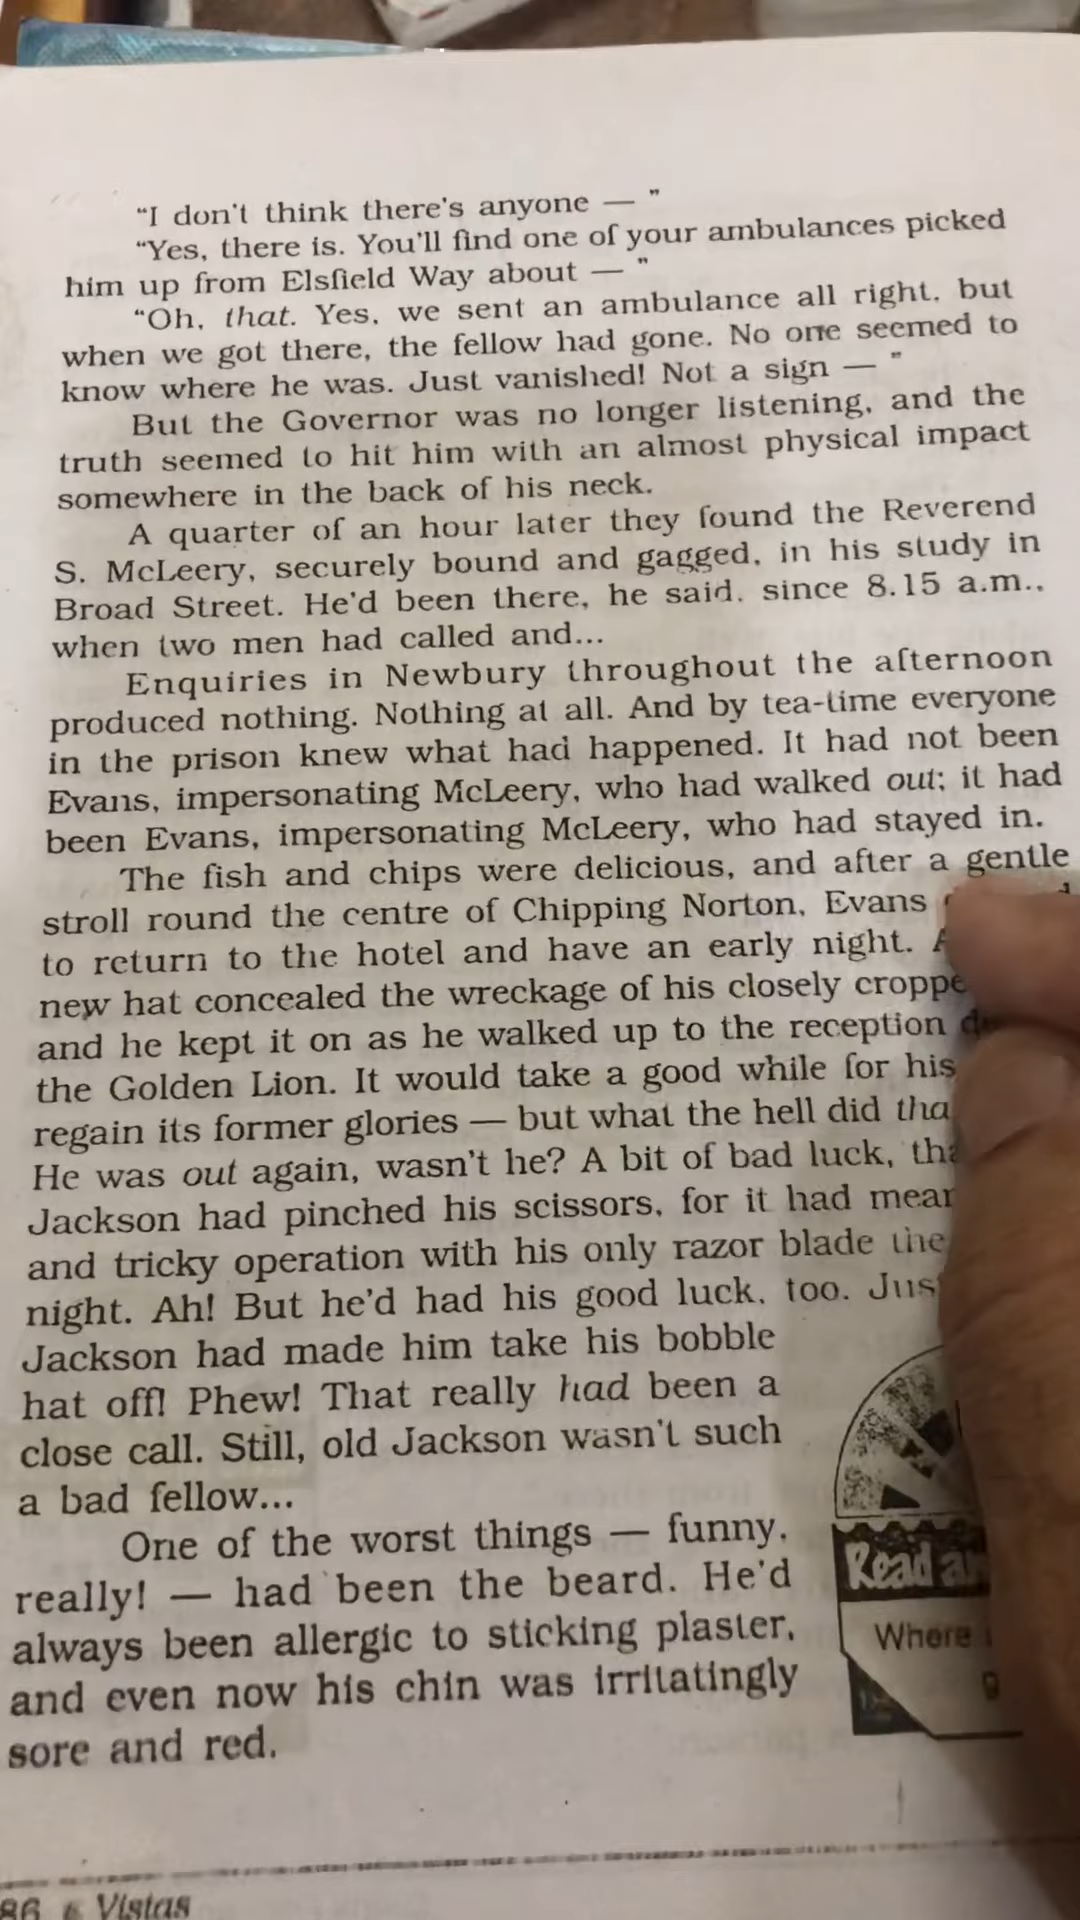 "I don't think there's anyone — "
"Yes, there is. You'll find one of your ambulances picked
him up from Elsfield Way about — "
"Oh, that. Yes, we sent an ambulance all right, but
when we got there, the fellow had gone. No one seemed to
know where he was. Just vanished! Not a sign — "
But the Governor was no longer listening, and the
truth seemed to hit him with an almost physical impact
somewhere in the back of his neck.
A quarter of an hour later they found the Reverend
S. McLeery, securely bound and gagged, in his study in
Broad Street. He'd been there, he said, since 8.15 a.m.,
when two men had called and...
Enquiries in Newbury throughout the afternoon
produced nothing. Nothing at all. And by tea-time everyone
in the prison knew what had happened. It had not been
Evans, impersonating McLeery, who had walked out; it had
been Evans, impersonating McLeery, who had stayed in.
The fish and chips were delicious, and after a gentle
stroll round the centre of Chipping Norton, Evans
to return to the hotel and have an early night. A
new hat concealed the wreckage of his closely
and he kept it on as he walked up to the reception
the Golden Lion. It would take a good while for his
regain its former glories — but what the hell did
He was out again, wasn't he? A bit of bad luck,
Jackson had pinched his scissors, for it had
and tricky operation with his only razor blade
night. Ah! But he'd had his good luck, too.
Jackson had made him take his bobble
hat off! Phew! That really had been a
close call. Still, old Jackson wasn't such
a bad fellow...
One of the worst things — funny,
really! — had been the beard. He'd
always been allergic to sticking plaster,
and even now his chin was irritatingly
sore and red.
Read
Where
86 Vistas